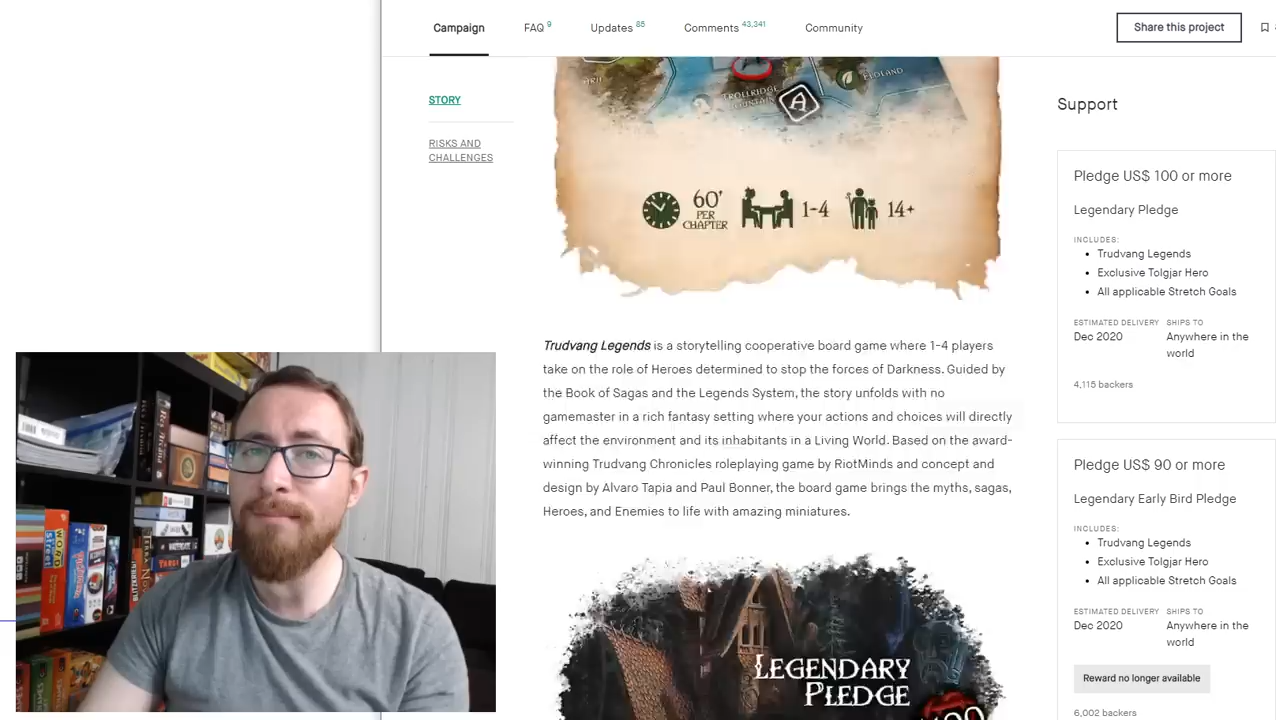 Campaign
FAQ 9
Updates 85
Comments 43,341
Community
Share this project
STORY
RISKS AND
CHALLENGES
TROLLRIDGE
MOUNTAIN
A
60'
PER
CHAPTER
1-4
14+
Trudvang Legends is a storytelling cooperative board game where 1-4 players
take on the role of Heroes determined to stop the forces of Darkness. Guided by
the Book of Sagas and the Legends System, the story unfolds with no
gamemaster in a rich fantasy setting where your actions and choices will directly
affect the environment and its inhabitants in a Living World. Based on the award-
winning Trudvang Chronicles roleplaying game by RiotMinds and concept and
design by Alvaro Tapia and Paul Bonner, the board game brings the myths, sagas,
Heroes, and Enemies to life with amazing miniatures.
LEGENDARY
PLEDGE
Support
Pledge US$ 100 or more
Legendary Pledge
INCLUDES:
Trudvang Legends
Exclusive Tolgjar Hero
All applicable Stretch Goals
ESTIMATED DELIVERY
Dec 2020
SHIPS TO
Anywhere in the
world
4,115 backers
Pledge US$ 90 or more
Legendary Early Bird Pledge
INCLUDES:
Trudvang Legends
Exclusive Tolgjar Hero
All applicable Stretch Goals
ESTIMATED DELIVERY
Dec 2020
SHIPS TO
Anywhere in the
world
Reward no longer available
6,002 backers
WORD
STREET